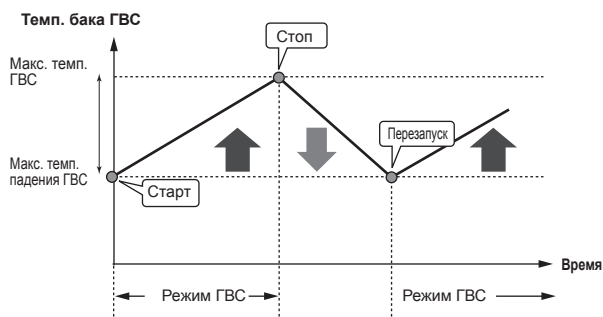 Темп. бака ГВС
Стоп
Макс. темп.
ГВС
Перезапуск
Макс. темп.
падения ГВС
Старт
Время
Режим ГВС
Режим ГВС